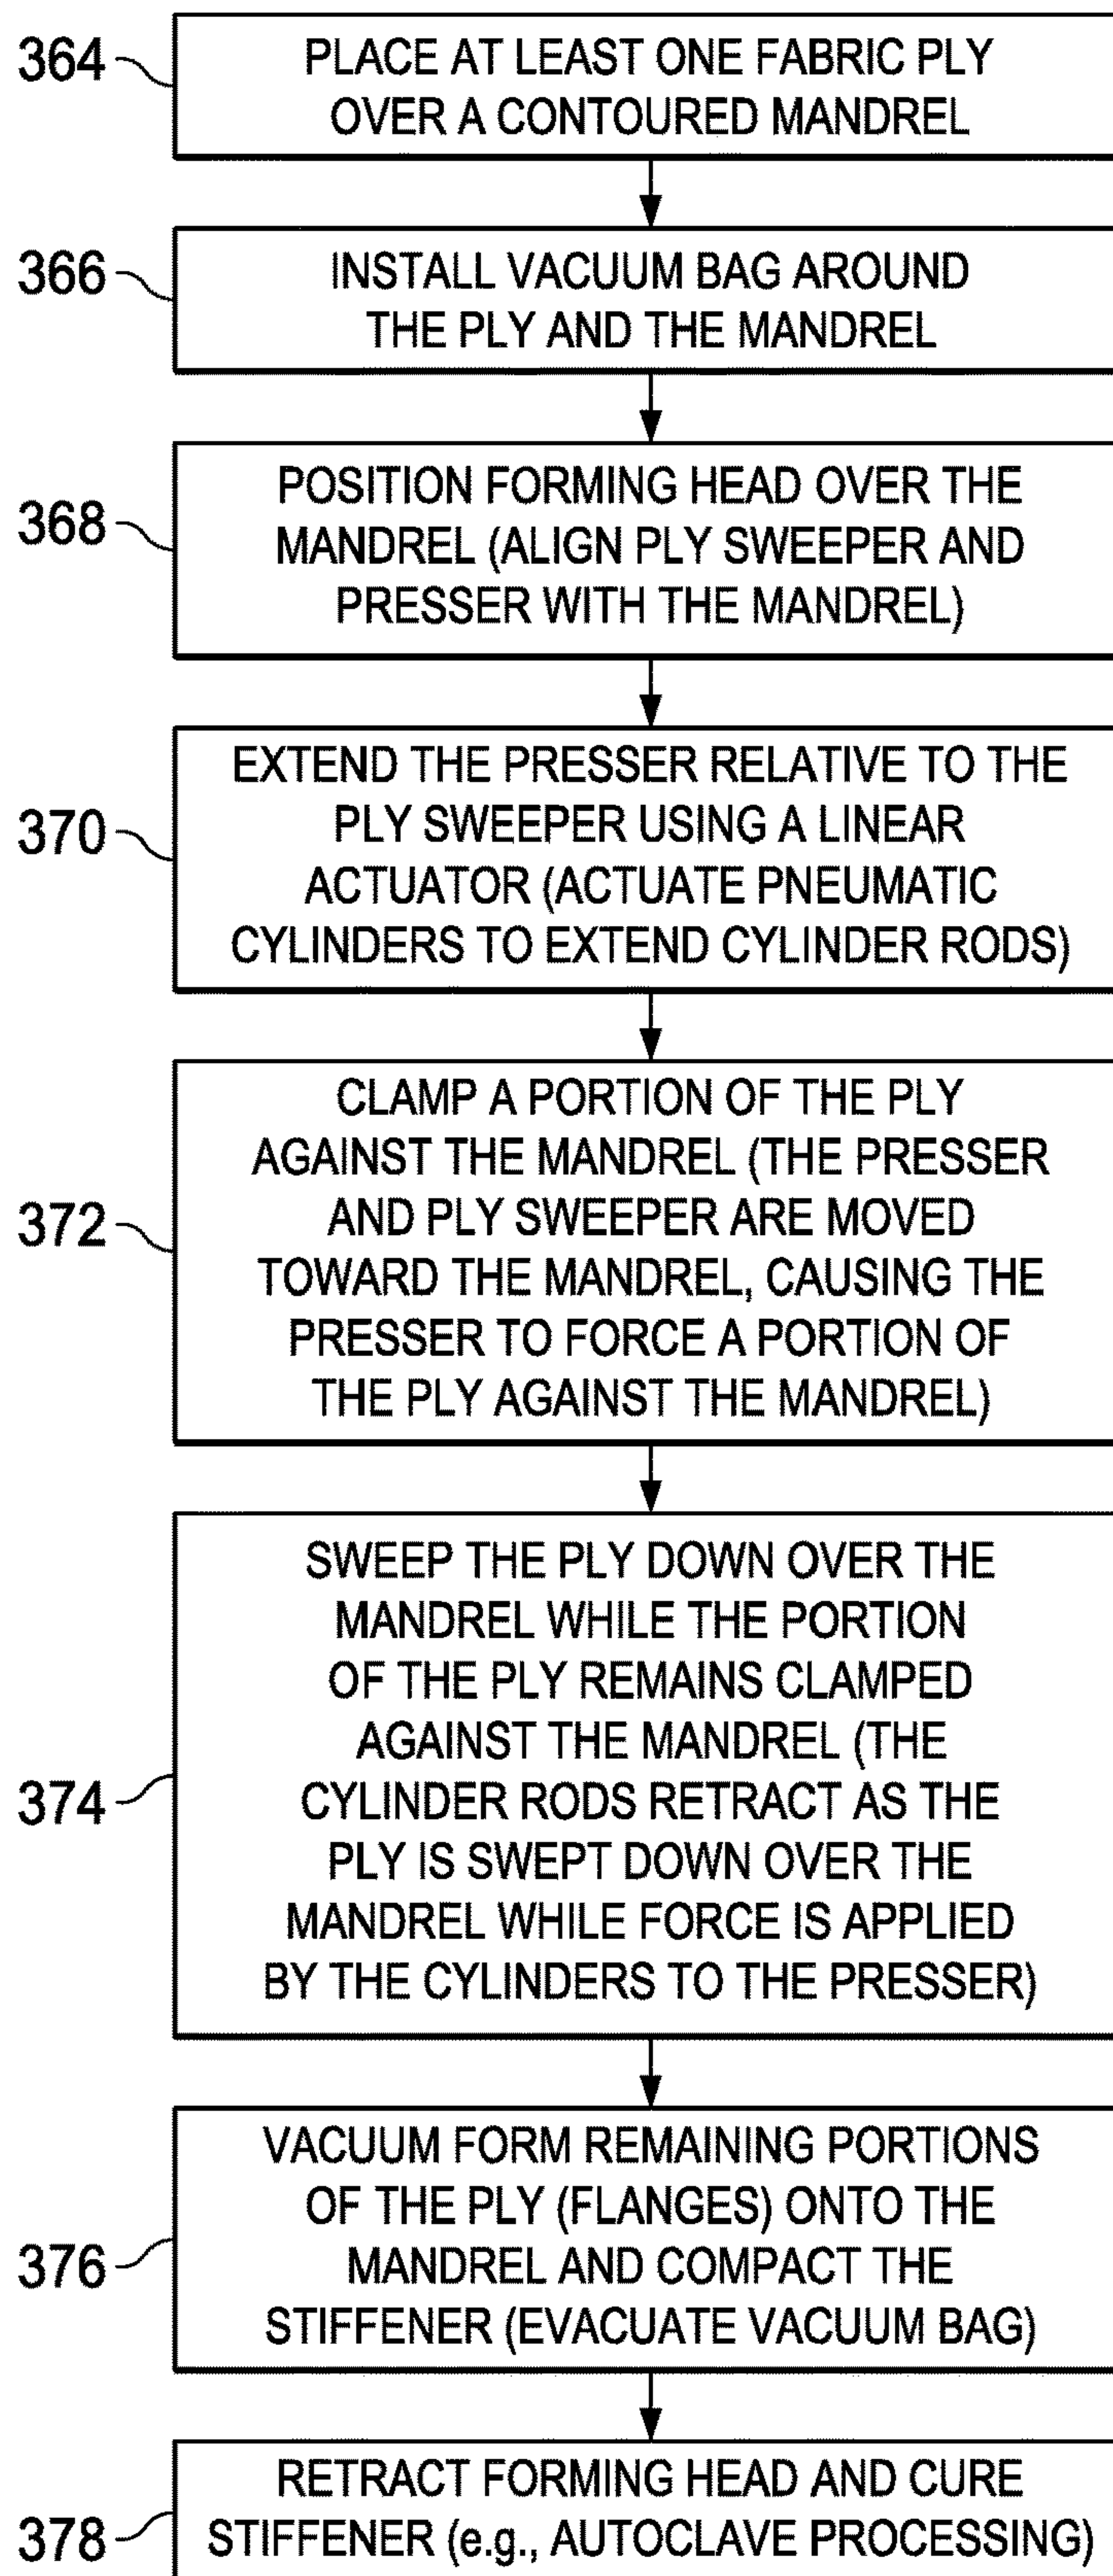 364
PLACE AT LEAST ONE FABRIC PLY
OVER A CONTOURED MANDREL
366
INSTALL VACUUM BAG AROUND
THE PLY AND THE MANDREL
368
POSITION FORMING HEAD OVER THE
MANDREL (ALIGN PLY SWEEPER AND
PRESSER WITH THE MANDREL)
370
EXTEND THE PRESSER RELATIVE TO THE
PLY SWEEPER USING A LINEAR
ACTUATOR (ACTUATE PNEUMATIC
CYLINDERS TO EXTEND CYLINDER RODS)
372
CLAMP A PORTION OF THE PLY
AGAINST THE MANDREL (THE PRESSER
AND PLY SWEEPER ARE MOVED
TOWARD THE MANDREL, CAUSING THE
PRESSER TO FORCE A PORTION OF
THE PLY AGAINST THE MANDREL)
374
SWEEP THE PLY DOWN OVER THE
MANDREL WHILE THE PORTION
OF THE PLY REMAINS CLAMPED
AGAINST THE MANDREL (THE
CYLINDER RODS RETRACT AS THE
PLY IS SWEPT DOWN OVER THE
MANDREL WHILE FORCE IS APPLIED
BY THE CYLINDERS TO THE PRESSER)
376
VACUUM FORM REMAINING PORTIONS
OF THE PLY (FLANGES) ONTO THE
MANDREL AND COMPACT THE
STIFFENER (EVACUATE VACUUM BAG)
378
RETRACT FORMING HEAD AND CURE
STIFFENER (e.g., AUTOCLAVE PROCESSING)